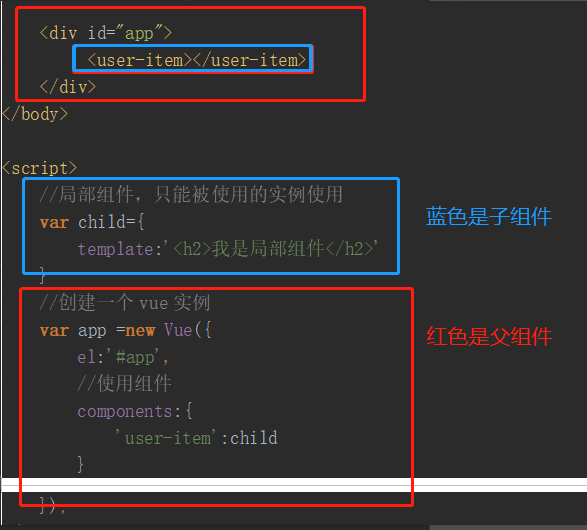 <div id="app">
<user-item></user-item>
</div>
</body>
<script>
//局部组件，只能被使用的实例使用
var child={
蓝色是子组件
template:'<h2>我是局部组件</h2>'
}
//创建一个vue实例
var app =new Vue({
红色是父组件
el:'#app',
//使用组件
components:{
'user-item':child
}
});